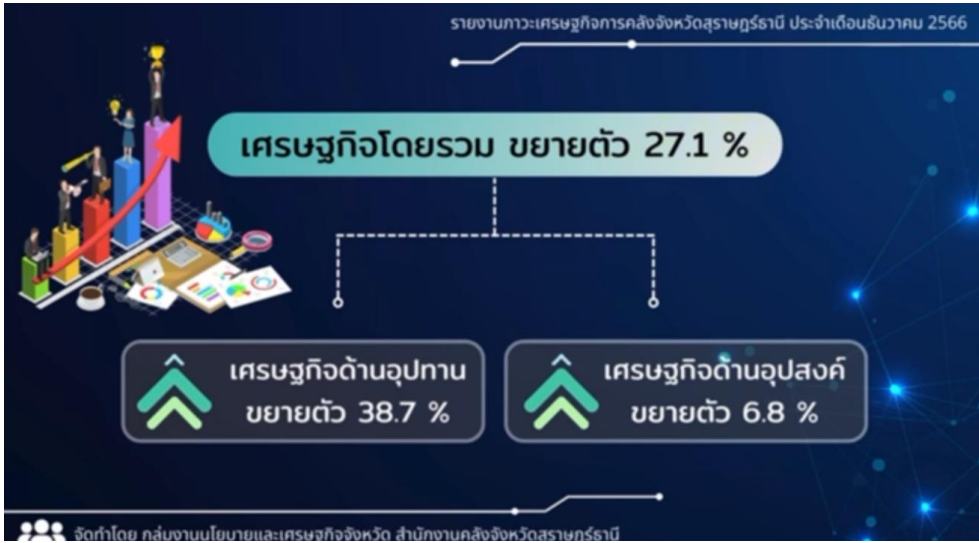 รายงานภาวะเศรษฐกิจการคลังจังหวัดสุราษฎร์ธานี ประจำเดือนธันวาคม 2566
เศรษฐกิจโดยรวม ขยายตัว 27.1 %
เศรษฐกิจด้านอุปทาน
ขยายตัว 38.7 %
เศรษฐกิจด้านอุปสงค์
ขยายตัว 6.8 %
จัดทำโดย กลุ่มงานนโยบายและเศรษฐกิจจังหวัด สำนักงานคลังจังหวัดสุราษฎร์ธานี